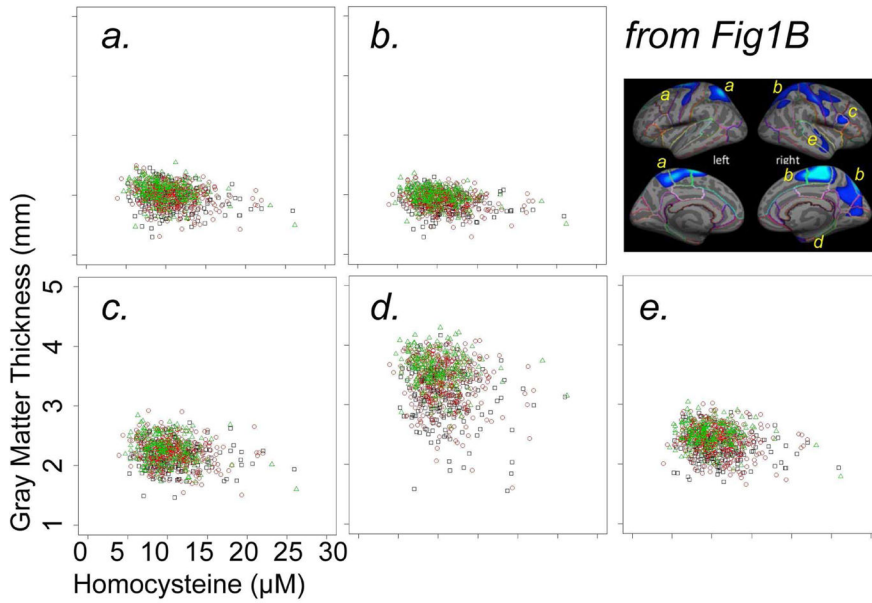 a.
b.
from Fig1B
a
a
b
c
e
left
right
a
b
b
d
Gray Matter Thickness (mm)
5
4
3
2
1
c.
d.
e.
0 5 10 15 20 25 30
Homocysteine (µM)